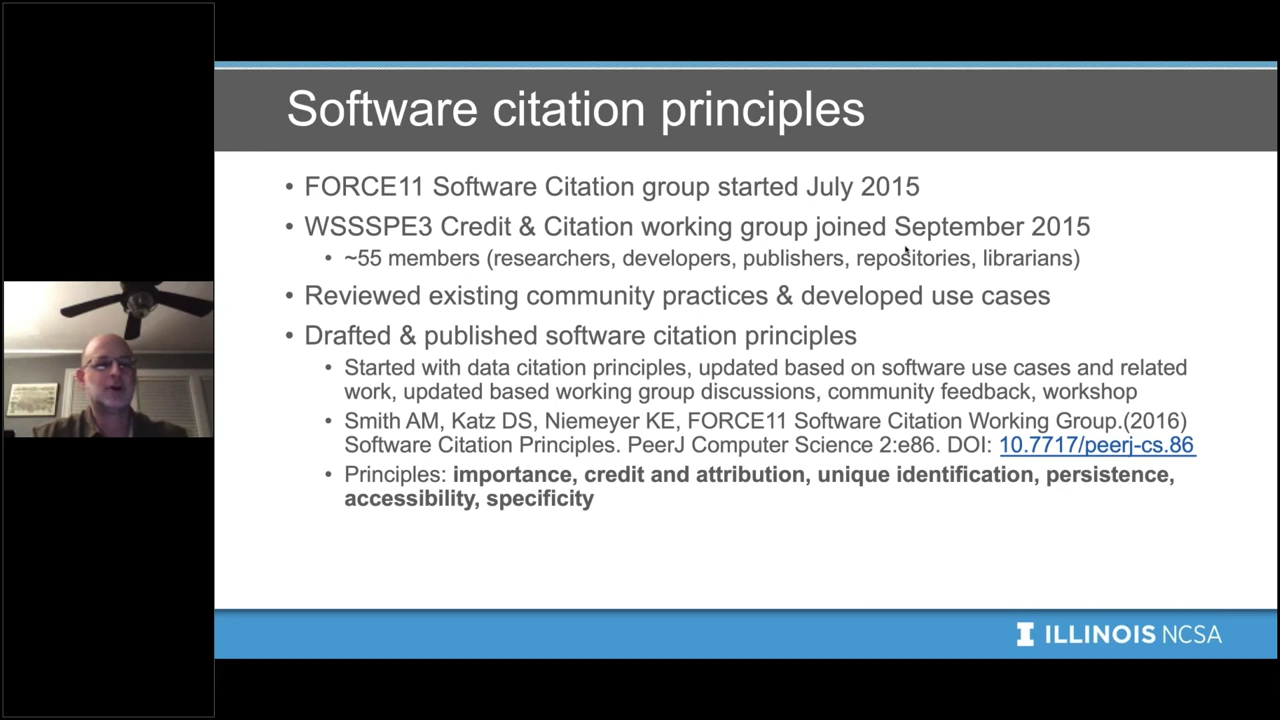 Software citation principles
• FORCE11 Software Citation group started July 2015
• WSSSPE3 Credit & Citation working group joined September 2015
• ~55 members (researchers, developers, publishers, repositories, librarians)
• Reviewed existing community practices & developed use cases
• Drafted & published software citation principles
• Started with data citation principles, updated based on software use cases and related
work, updated based working group discussions, community feedback, workshop
• Smith AM, Katz DS, Niemeyer KE, FORCE11 Software Citation Working Group.(2016)
Software Citation Principles. PeerJ Computer Science 2:e86. DOI: 10.7717/peerj-cs.86
• Principles: importance, credit and attribution, unique identification, persistence,
accessibility, specificity
I ILLINOIS NCSA